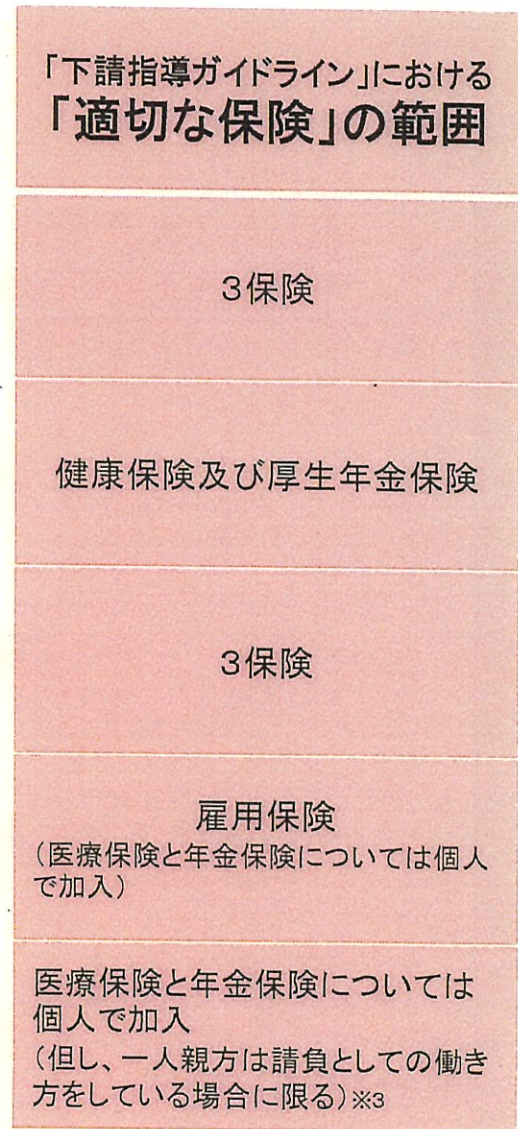 「下請指導ガイドライン」における
「適切な保険」の範囲
3保険
健康保険及び厚生年金保険
3保険
雇用保険
(医療保険と年金保険については個人
で加入)
医療保険と年金保険については
個人で加入
(但し、一人親方は請負としての働き
方をしている場合に限る)※3